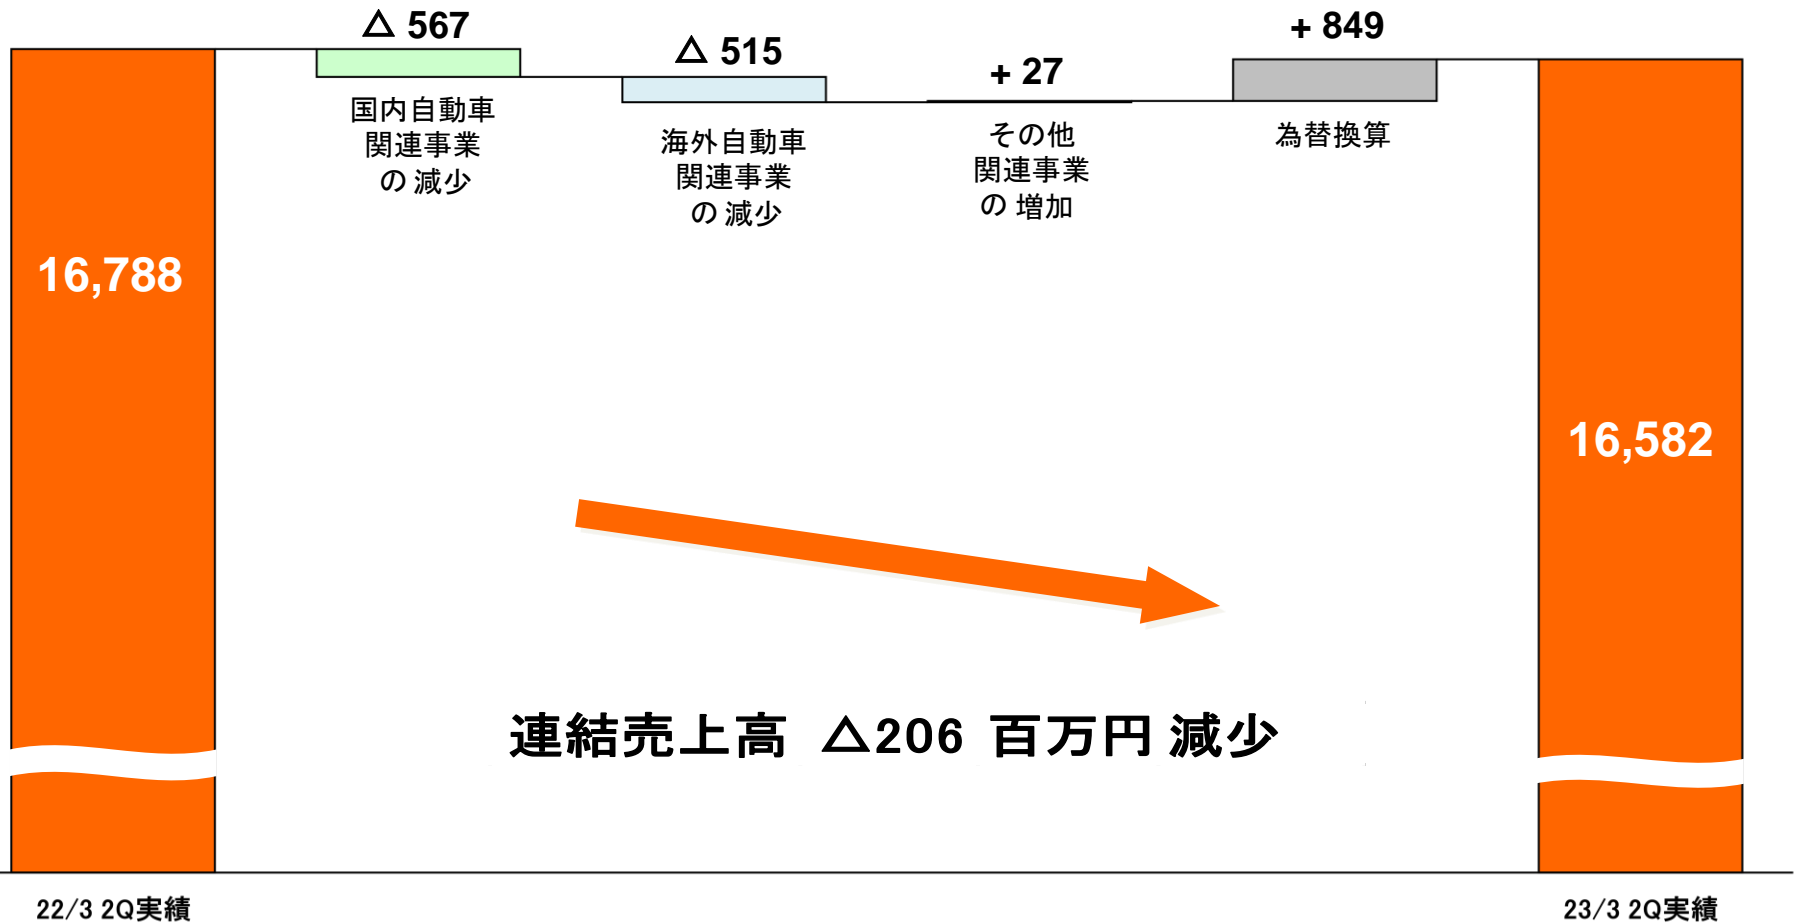 △ 567
国内自動車
関連事業
の 減少
△ 515
海外自動車
関連事業
の 減少
+ 27
その他
関連事業
の 増加
+ 849
為替換算
16,788
16,582
連結売上高 △206 百万円 減少
22/3 2Q実績
23/3 2Q実績